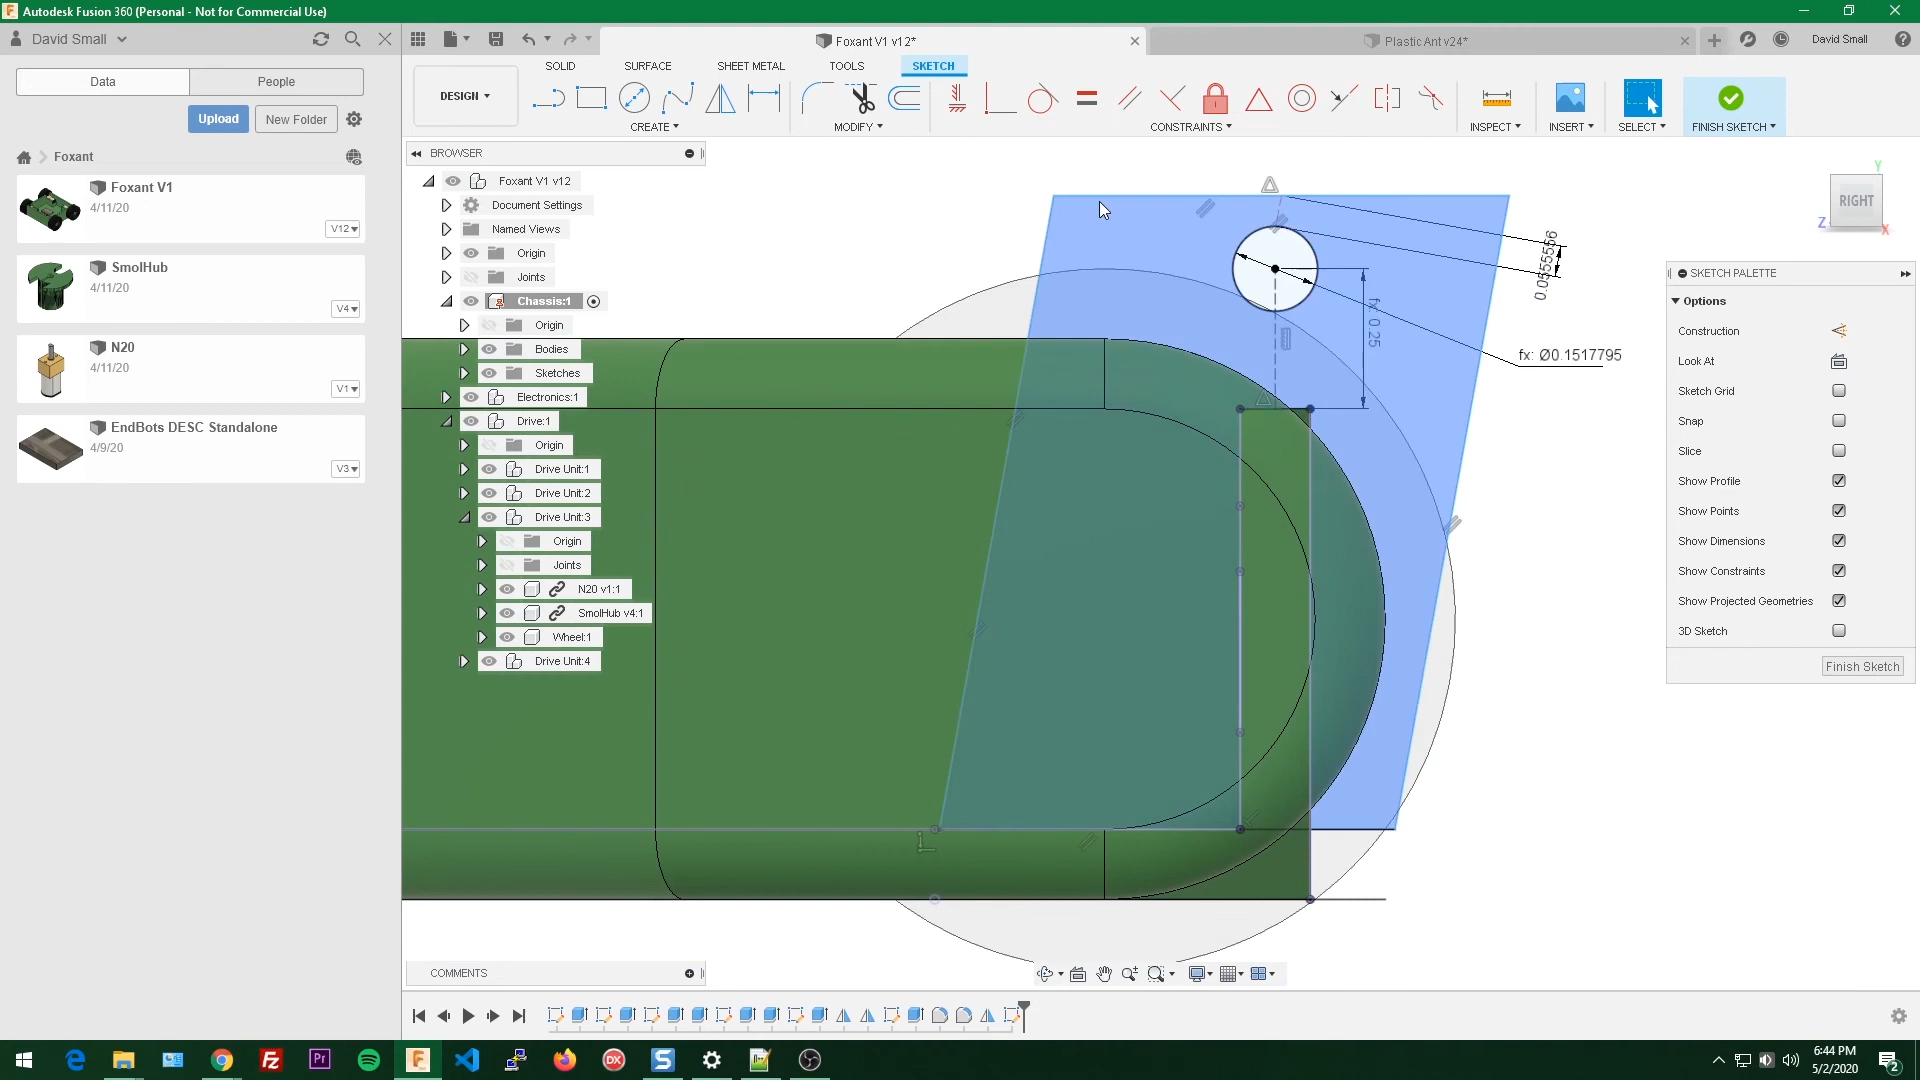 Autodesk Fusion 360 (Personal - Not for Commercial Use)
David Small
Foxant V1 v12*
Plastic Ant v24*
David Small
Data
People
SOLID
SURFACE
SHEET METAL
TOOLS
SKETCH
DESIGN
Upload
New Folder
CREATE
MODIFY
CONSTRAINTS
INSPECT
INSERT
SELECT
FINISH SKETCH
Foxant
BROWSER
Foxant V1
4/11/20
V12
SmolHub
4/11/20
V4
N20
4/11/20
V1
EndBots DESC Standalone
4/9/20
V3
Foxant V1 v12
Document Settings
Named Views
Origin
Joints
Chassis:1
Origin
Bodies
Sketches
Electronics:1
Drive:1
Origin
Drive Unit:1
Drive Unit:2
Drive Unit:3
Origin
Joints
N20 v1:1
SmolHub v4:1
Wheel:1
Drive Unit:4
0.0555556
fx: 0.25
fx: Ø0.1517795
Y
RIGHT
Z
X
SKETCH PALETTE
Options
Construction
Look At
Sketch Grid
Snap
Slice
Show Profile
Show Points
Show Dimensions
Show Constraints
Show Projected Geometries
3D Sketch
Finish Sketch
COMMENTS
6:44 PM
5/2/2020
2